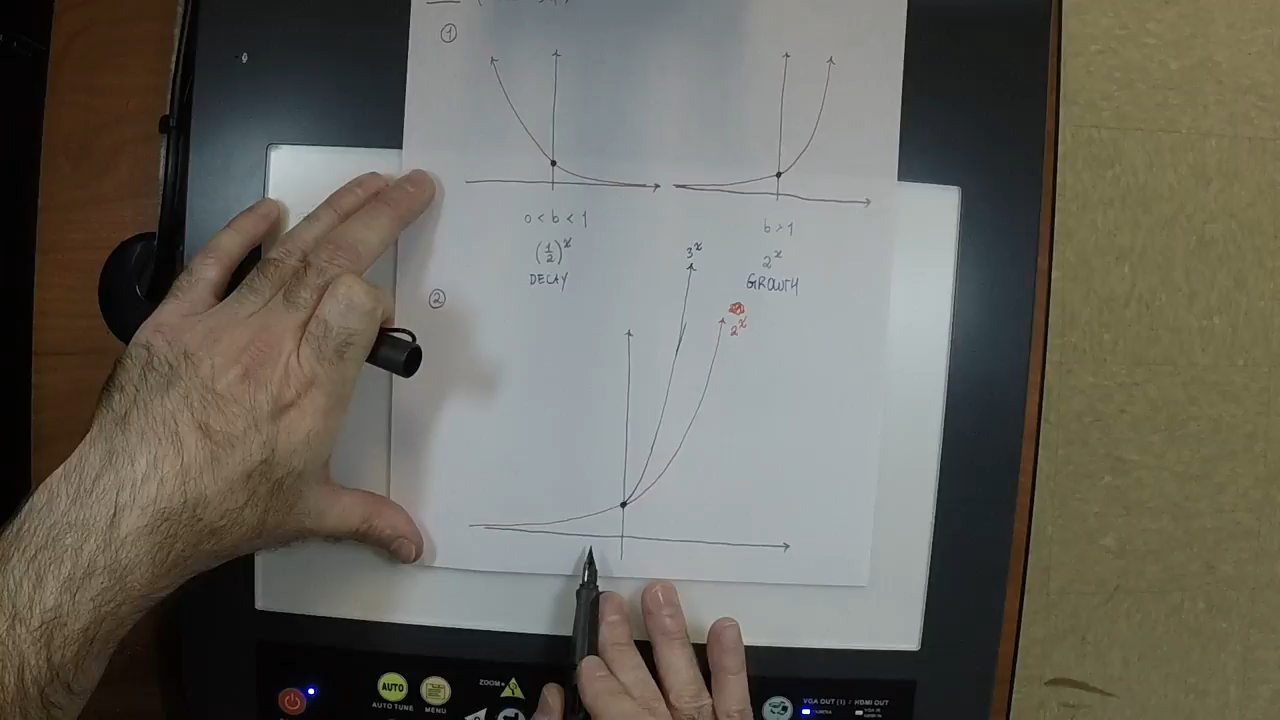 ①
0 < b < 1
b > 1
(1/2)^x
2^x
DECAY
GROWTH
②
3^x
2^x
ZOOM+
AUTO
AUTO TUNE
MENU
VGA OUT (1) / HDMI OUT